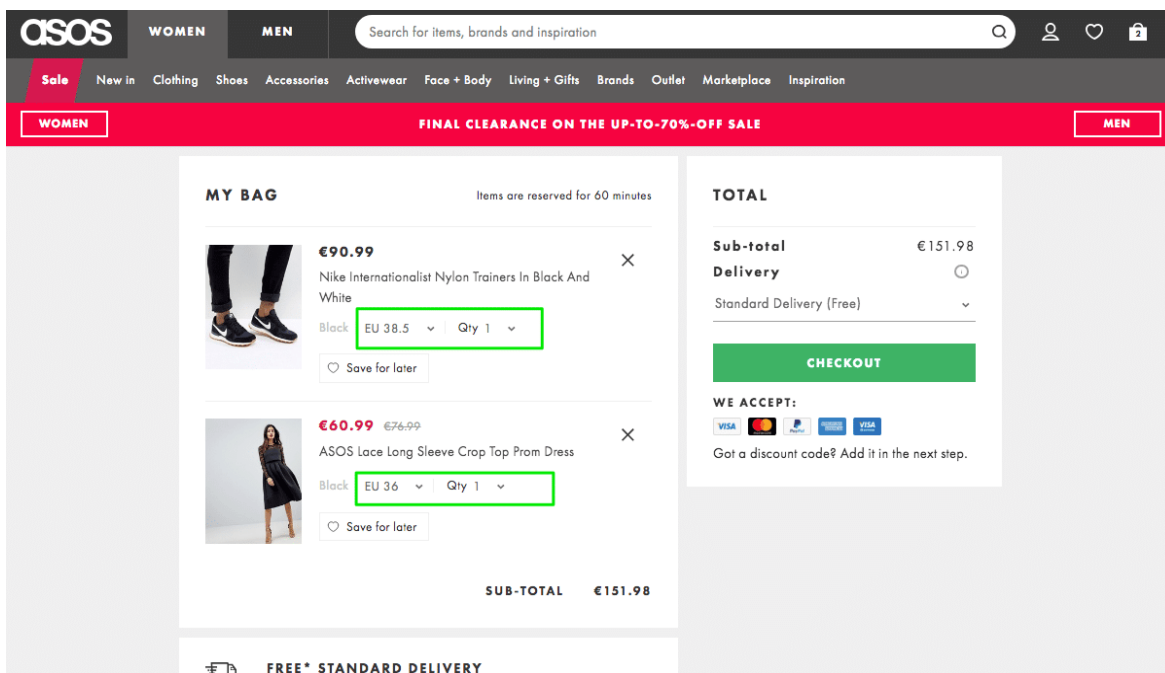 asos
WOMEN
MEN
Search for items, brands and inspiration
2
Sale New in Clothing Shoes Accessories Activewear Face + Body Living + Gifts Brands Outlet Marketplace Inspiration
WOMEN
FINAL CLEARANCE ON THE UP-TO-70%-OFF SALE
MEN
MY BAG
Items are reserved for 60 minutes
€90.99
Nike Internationalist Nylon Trainers In Black And
White
Black EU 38.5 Qty 1
Save for later
€60.99 €76.99
ASOS Lace Long Sleeve Crop Top Prom Dress
Black EU 36 Qty 1
Save for later
SUB-TOTAL €151.98
FREE* STANDARD DELIVERY
TOTAL
Sub-total €151.98
Delivery
Standard Delivery (Free)
CHECKOUT
WE ACCEPT:
VISA PayPal VISA
Got a discount code? Add it in the next step.